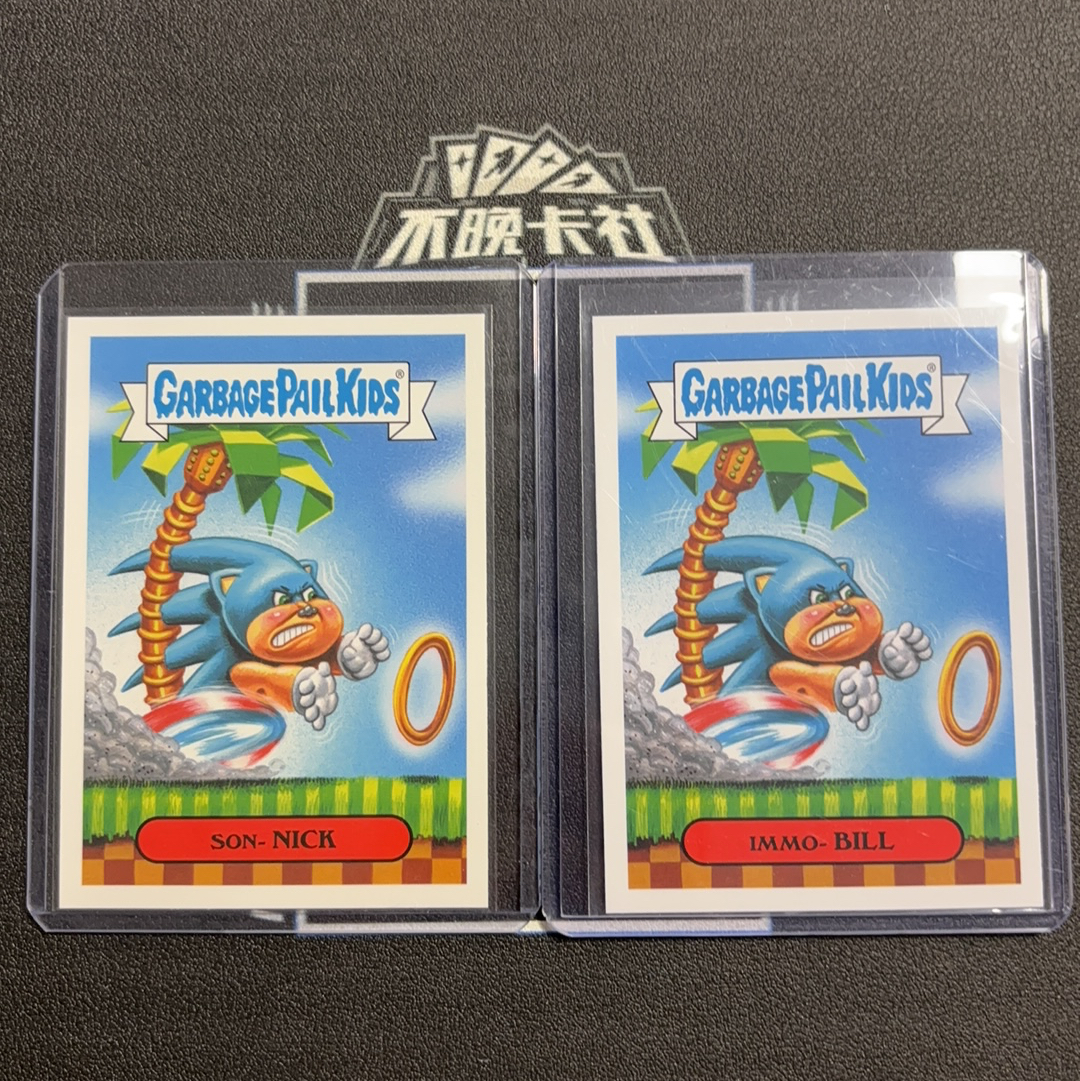 不晚卡社
GARBAGE PAIL KIDS®
SON- NICK
GARBAGE PAIL KIDS®
IMMO- BILL